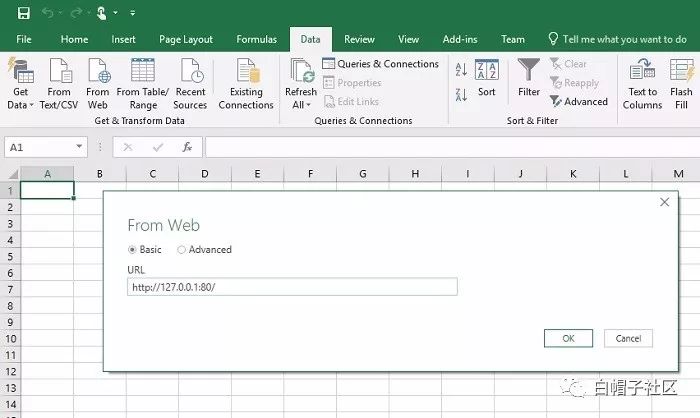 File Home Insert Page Layout Formulas Data Review View Add-ins Team Tell me what you want to do
Get Data From Text/CSV From Web From Table/ Range Recent Sources Existing Connections
Get & Transform Data
Refresh All Queries & Connections Properties Edit Links
Queries & Connections
Sort Filter Clear Reapply Advanced
Sort & Filter
Text to Columns Flash Fill
A1 fx
A B C D E F G H I J K L M
1
2
3
4
5
6
7
8
9
10
11
12
13
14
From Web
Basic Advanced
URL
http://127.0.0.1:80/
OK Cancel
白帽子社区